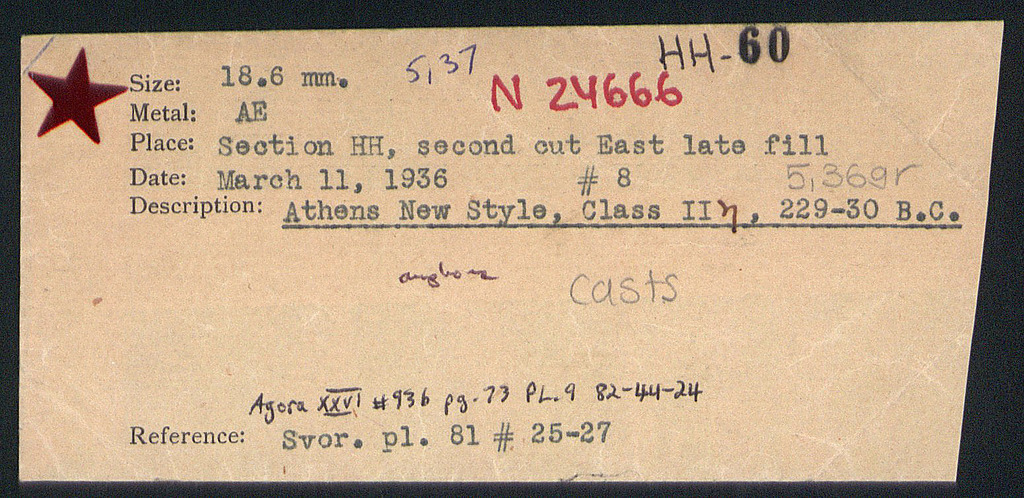 HH-60
5,37
Size: 18.6 mm.
N 24666
Metal: AE
Place: Section HH, second cut East late fill
Date: March 11, 1936 # 8 5,369r
Description: Athens New Style, Class II η, 229-30 B.C.
casts
Agora XXVI #936 pg. 73 PL.9 82-44-24
Reference: Svor. pl. 81 # 25-27